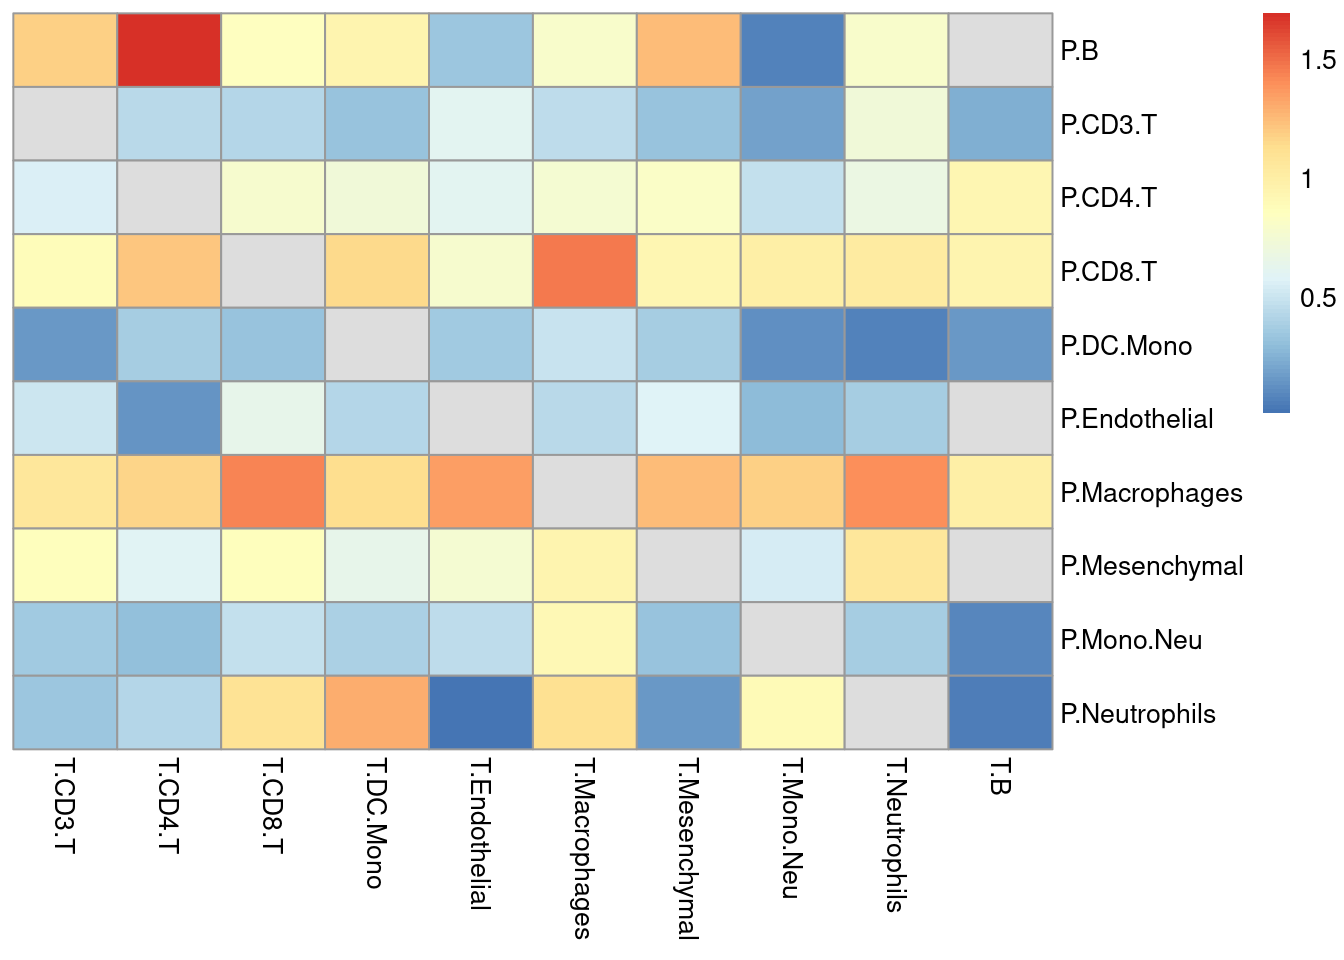 P.B
P.CD3.T
P.CD4.T
P.CD8.T
P.DC.Mono
P.Endothelial
P.Macrophages
P.Mesenchymal
P.Mono.Neu
P.Neutrophils
T.CD3.T
T.CD4.T
T.CD8.T
T.DC.Mono
T.Endothelial
T.Macrophages
T.Mesenchymal
T.Mono.Neu
T.Neutrophils
T.B
1.5
1
0.5